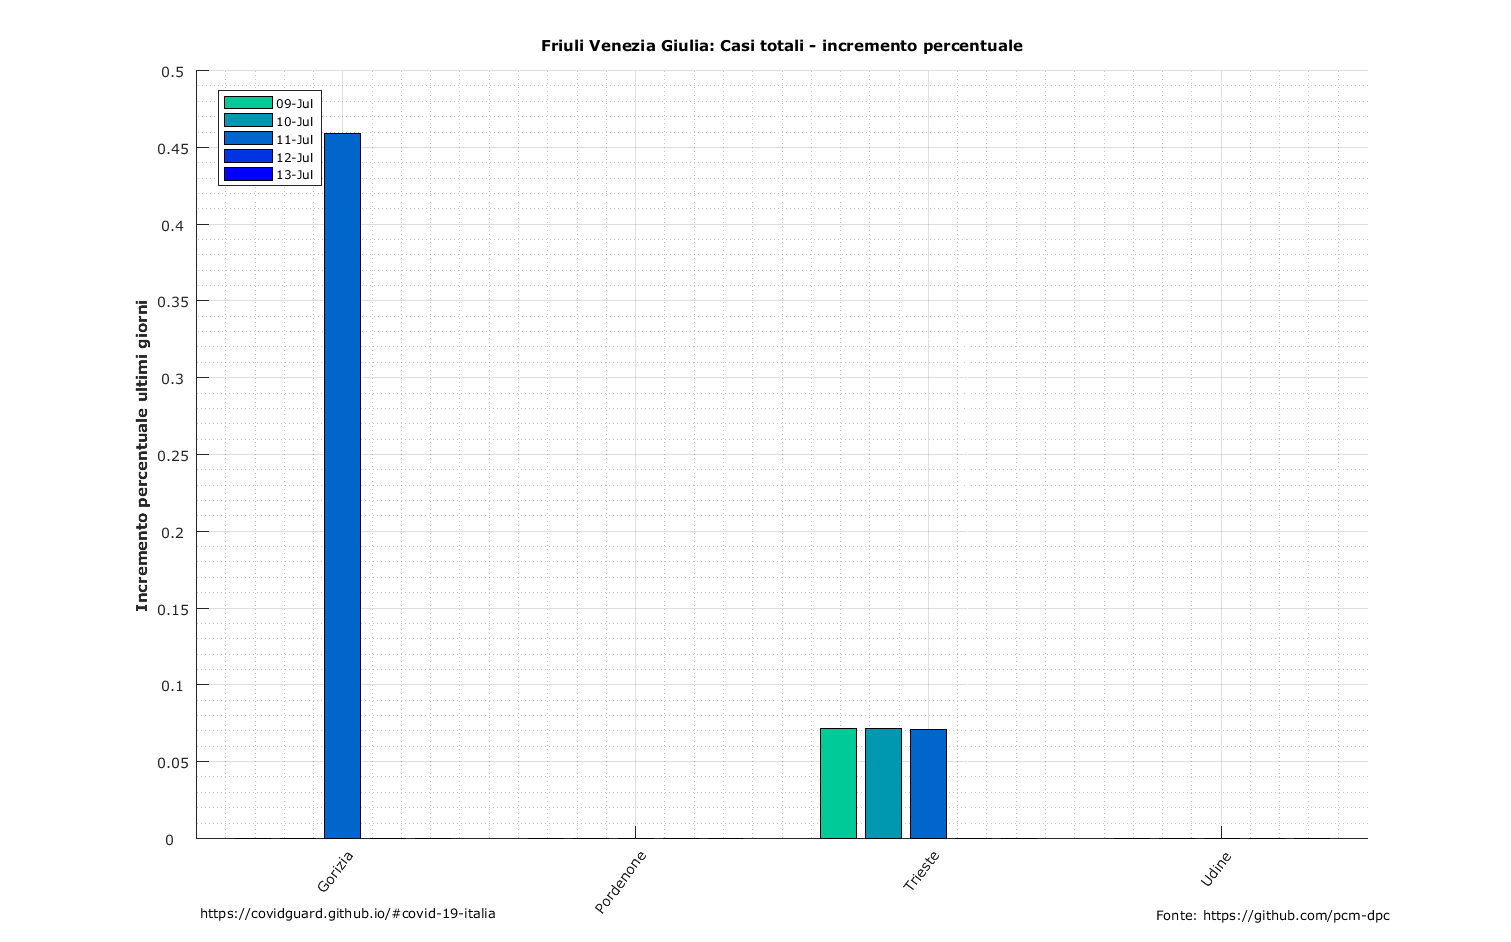 Friuli Venezia Giulia: Casi totali - incremento percentuale
0.5
0.45
0.4
0.35
0.3
0.25
0.2
0.15
0.1
0.05
0
Incremento percentuale ultimi giorni
09-Jul
10-Jul
11-Jul
12-Jul
13-Jul
Gorizia
Pordenone
Trieste
Udine
https://covidguard.github.io/#covid-19-italia
Fonte: https://github.com/pcm-dpc